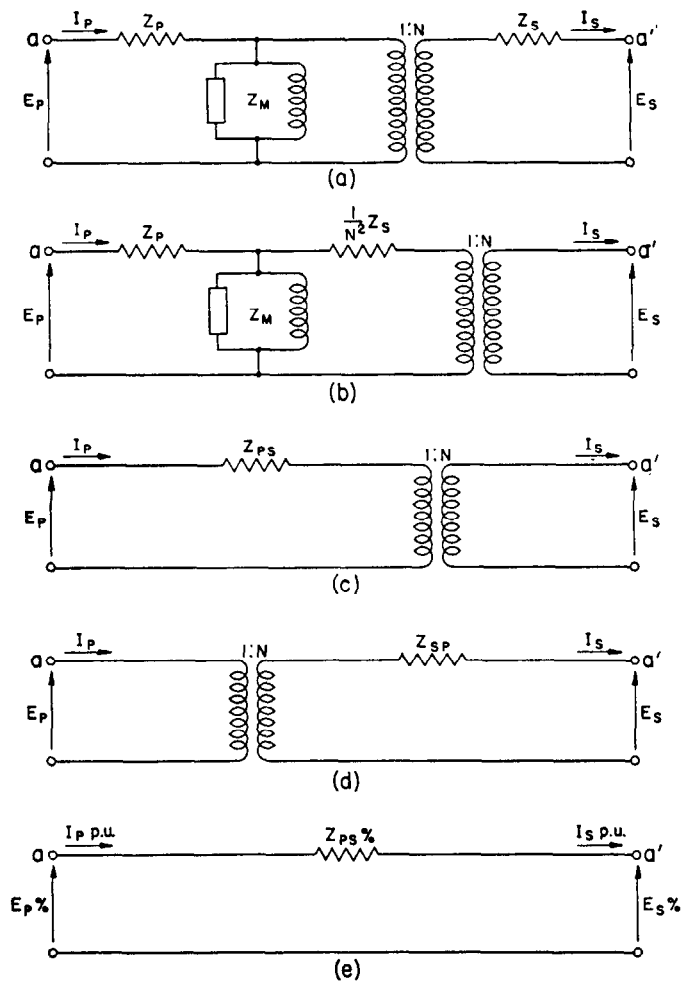 I_P Z_P 1:N Z_S I_S
a a'
E_P Z_M E_S
(a)
I_P Z_P 1/N² Z_S 1:N I_S
a a'
E_P Z_M E_S
(b)
I_P Z_PS 1:N I_S
a a'
E_P E_S
(c)
I_P 1:N Z_SP I_S
a a'
E_P E_S
(d)
I_P p.u. Z_PS% I_S p.u.
a a'
E_P% E_S%
(e)